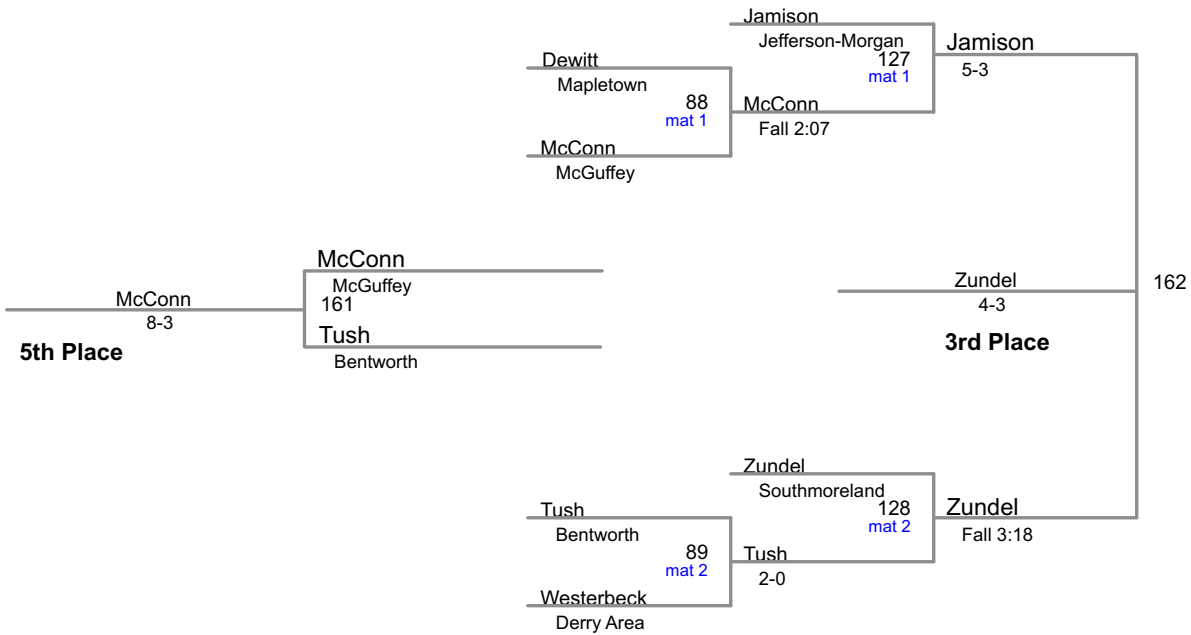 Jamison
Jefferson-Morgan
127
mat 1
Jamison
5-3
Dewitt
Mapletown
88
mat 1
McConn
Fall 2:07
McConn
McGuffey
McConn
McGuffey
161
McConn
8-3
5th Place
Tush
Bentworth
Zundel
4-3
162
3rd Place
Zundel
Southmoreland
128
mat 2
Zundel
Fall 3:18
Tush
Bentworth
89
mat 2
Tush
2-0
Westerbeck
Derry Area